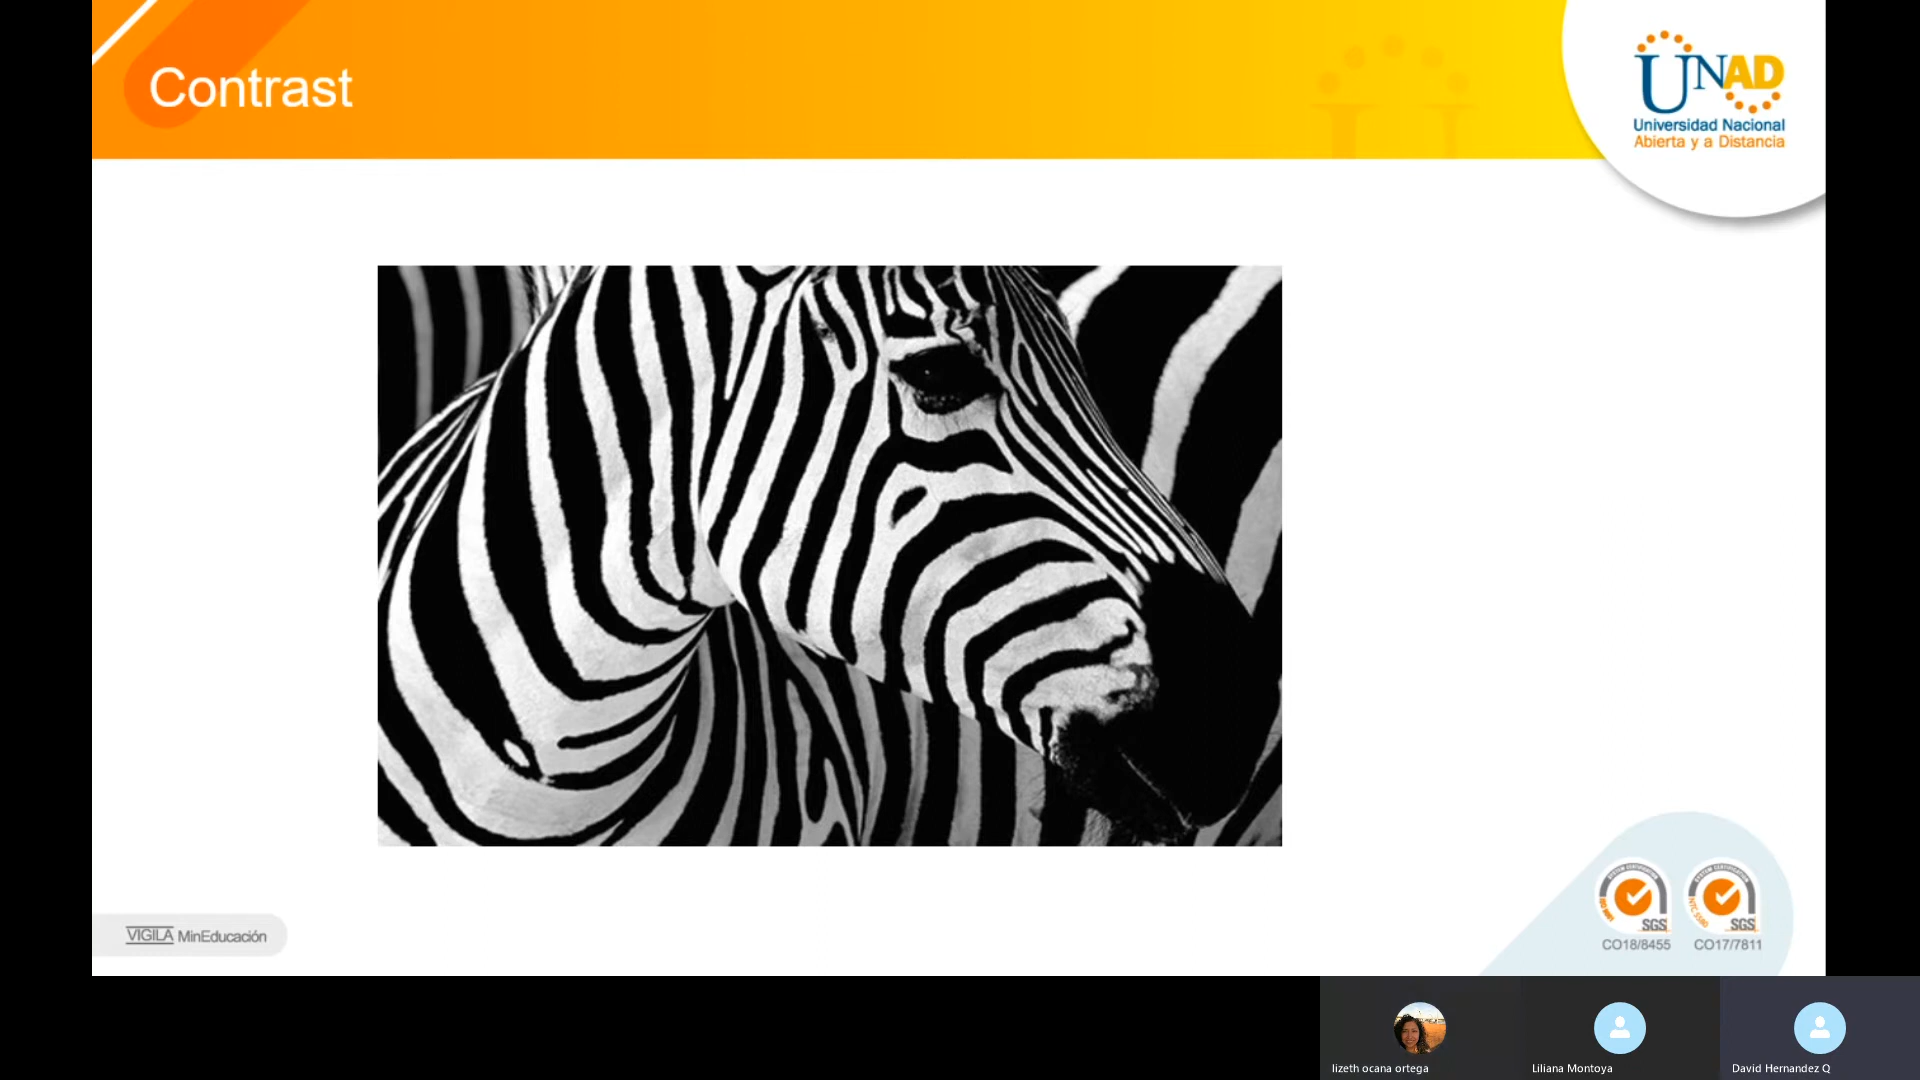 Contrast
UNAD
Universidad Nacional
Abierta y a Distancia
VIGILA MinEducación
SGS
SGS
CO18/8455
CO17/7811
lizeth ocana ortega
Liliana Montoya
David Hernandez Q